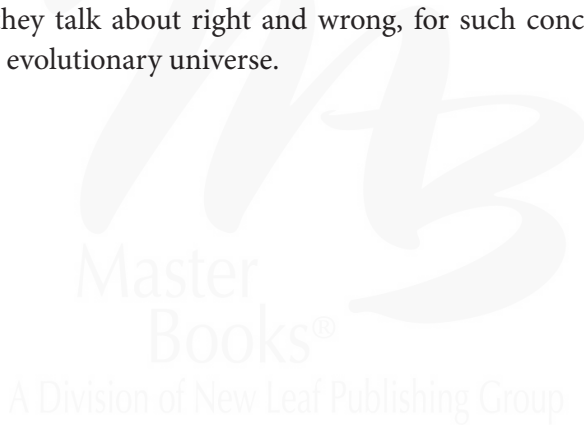 hey talk about right and wrong, for such conc
evolutionary universe.
Master
Books®
A Division of New Leaf Publishing Group